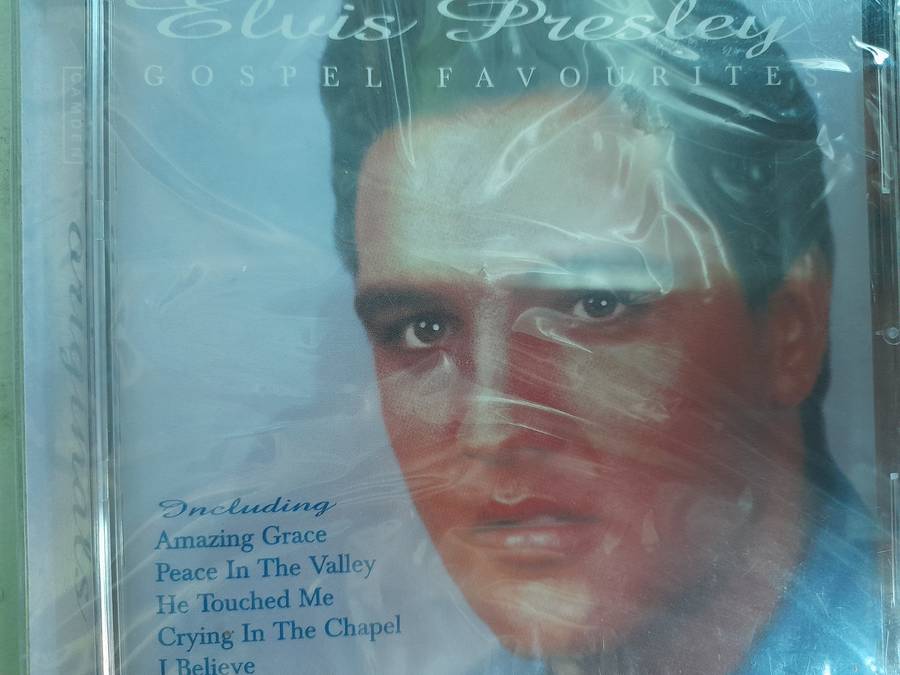 Elvis Presley
GOSPEL FAVOURITES
CAMDEN
originals
Including
Amazing Grace
Peace In The Valley
He Touched Me
Crying In The Chapel
I Believe